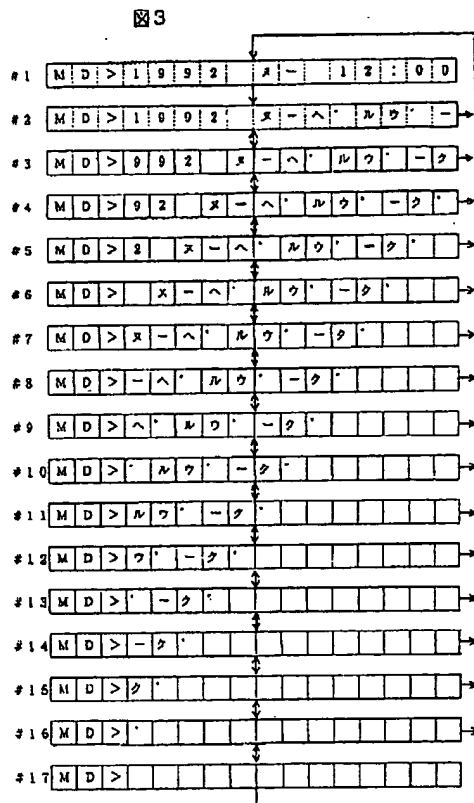 図3
#1 MD>1992 ヌー 12:00
#2 MD>1992 ヌーヘ゛ルウ゛ー
#3 MD>992 ヌーヘ゛ルウ゛ーク
#4 MD>92 ヌーヘ゛ルウ゛ーク゛
#5 MD>2 ヌーヘ゛ルウ゛ーク゛
#6 MD> ヌーヘ゛ルウ゛ーク゛
#7 MD>ヌーヘ゛ルウ゛ーク゛
#8 MD>ーヘ゛ルウ゛ーク゛
#9 MD>ヘ゛ルウ゛ーク゛
#10 MD>゛ルウ゛ーク゛
#11 MD>ルウ゛ーク゛
#12 MD>ウ゛ーク゛
#13 MD>゛ーク゛
#14 MD>ーク゛
#15 MD>ク゛
#16 MD>゛
#17 MD>